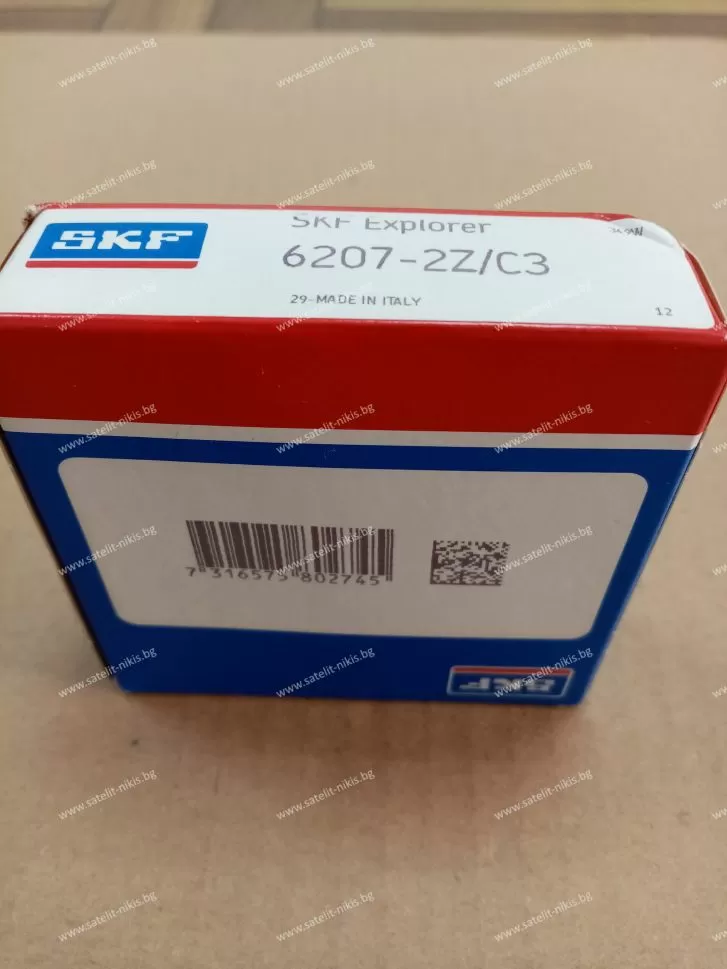 SKF Explorer
SKF
6207-2Z/C3
29-MADE IN ITALY
12
7 316575 802745
SKF
www.satelit-nikis.bg